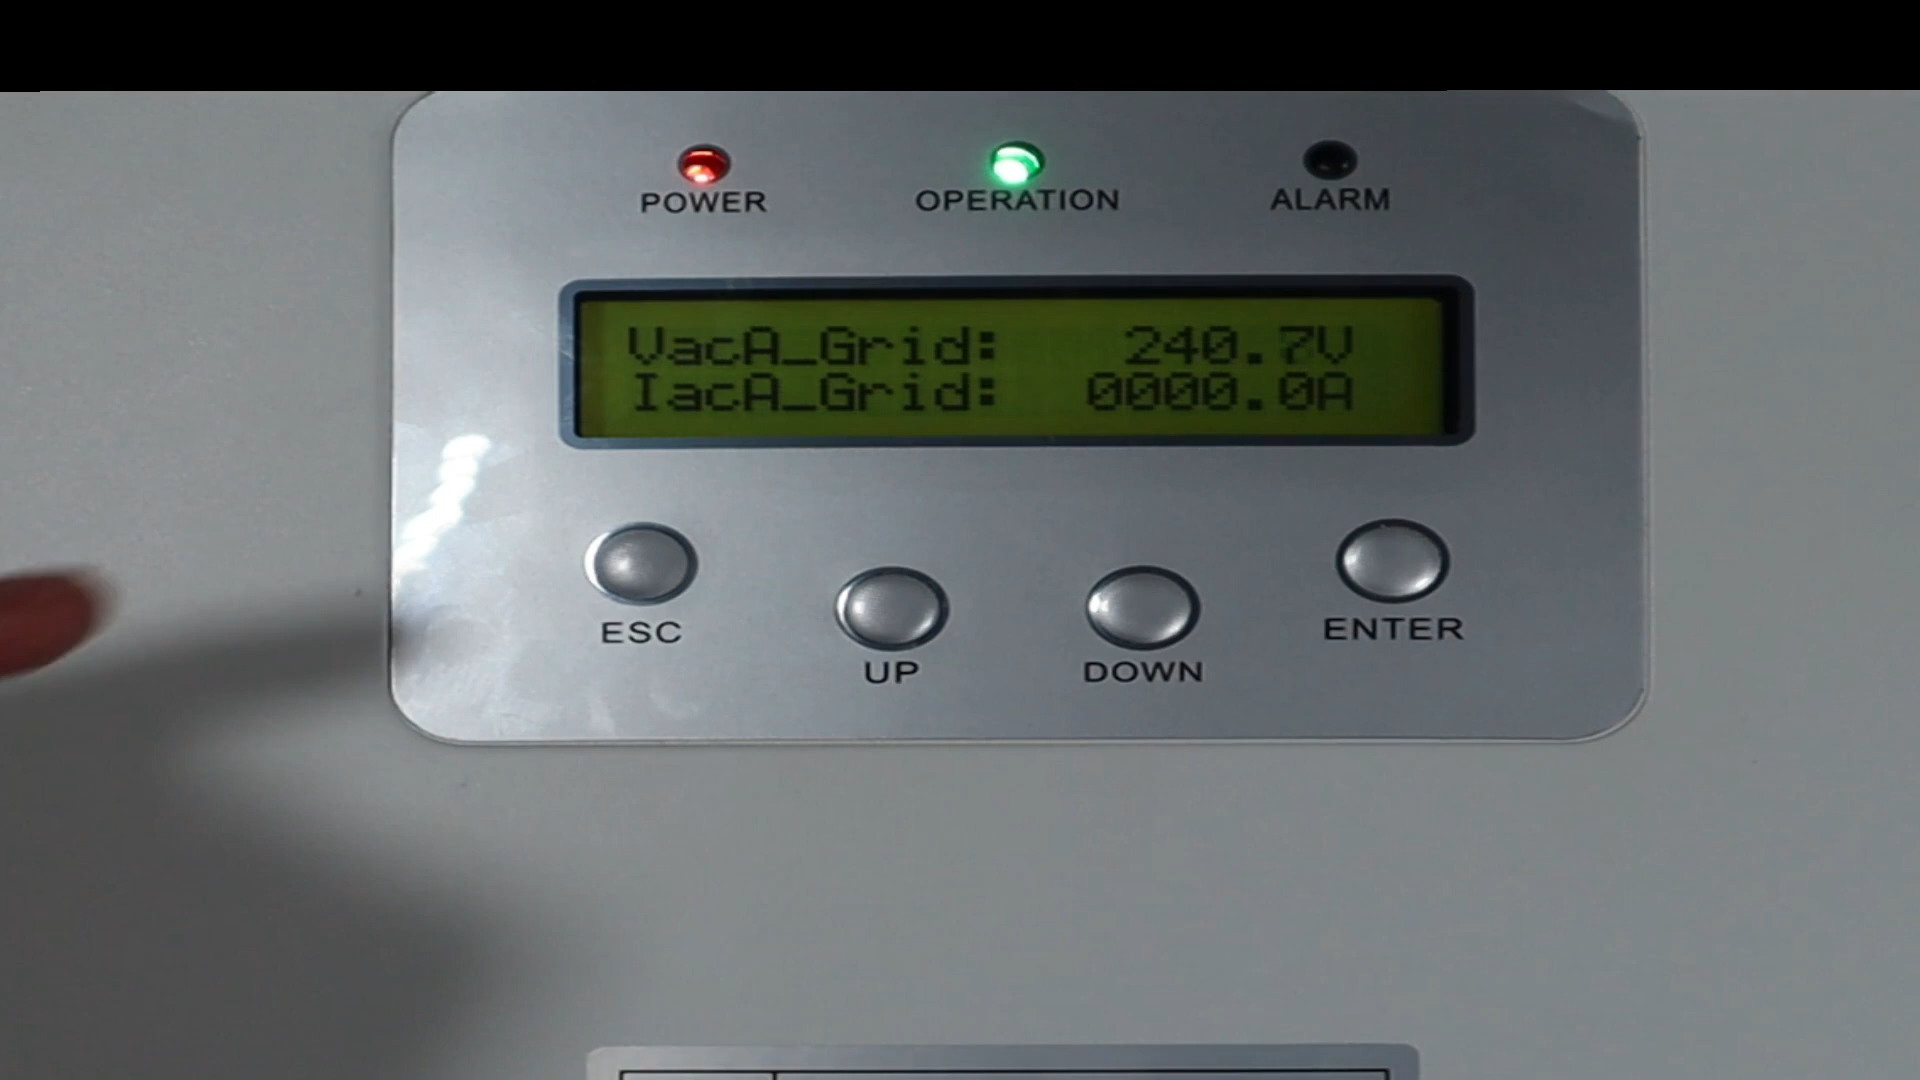 POWER OPERATION ALARM
VacA_Grid: 240.7V
IacA_Grid: 0000.0A
ESC UP DOWN ENTER